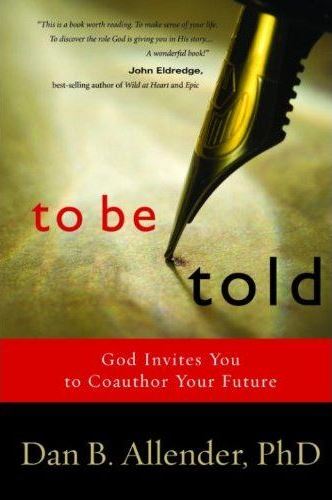 "This is a book worth reading. To make sense of your life.
To discover the role God is giving you in His story....
A wonderful book!"
John Eldredge,
best-selling author of Wild at Heart and Epic
to be
told
God Invites You
to Coauthor Your Future
Dan B. Allender, PhD